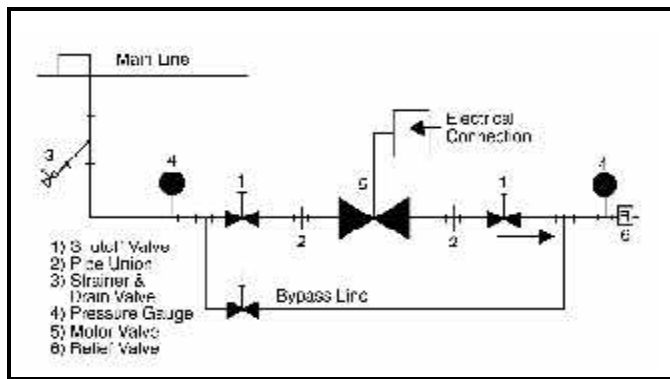 Main Line
Electrical
Connection
3
4
1
5
1
4
2
2
6
1) Shutoff Valve
2) Pipe Union
3) Strainer &
Drain Valve
4) Pressure Gauge
5) Motor Valve
6) Relief Valve
Bypass Line